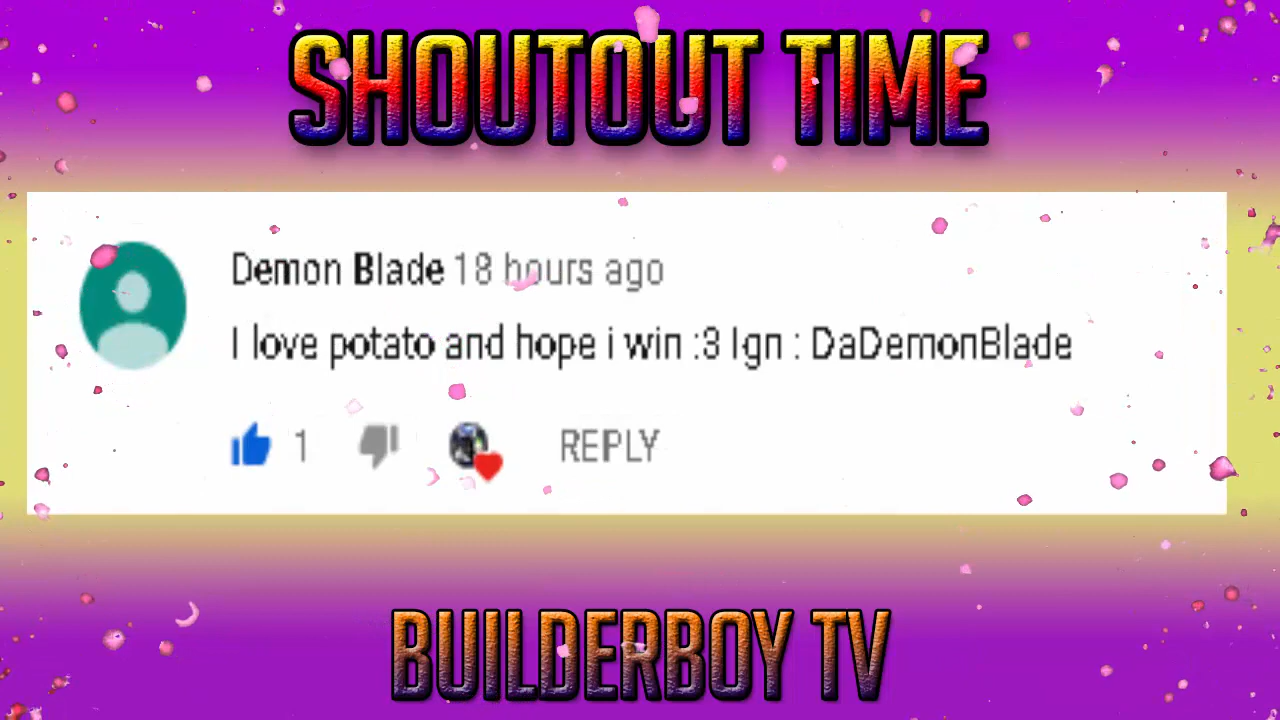 SHOUTOUT TIME
Demon Blade 18 hours ago
I love potato and hope i win :3 Ign : DaDemonBlade
1 REPLY
BUILDERBOY TV